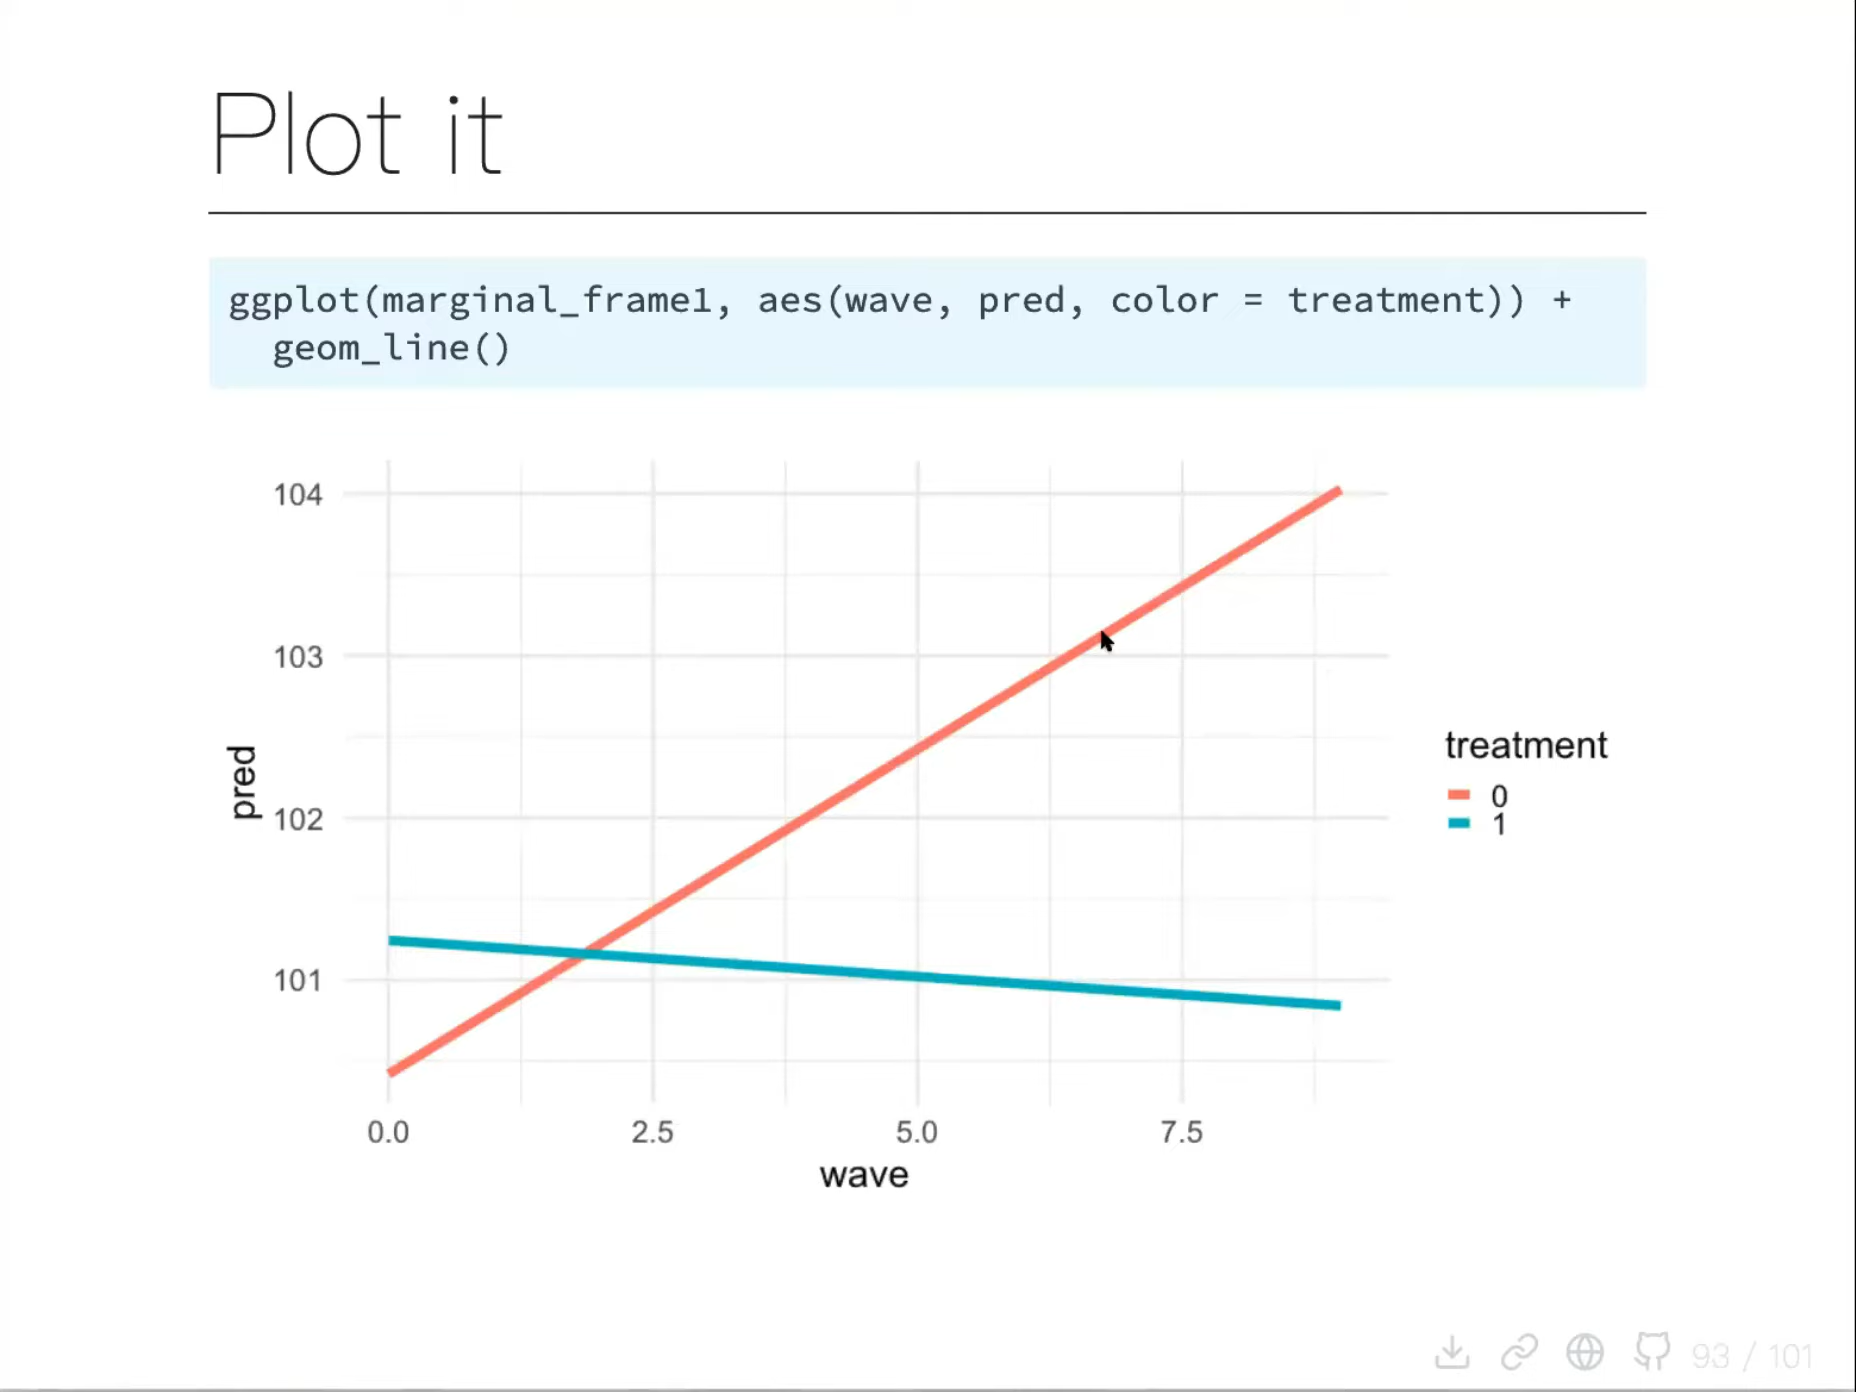 Plot it
ggplot(marginal_frame1, aes(wave, pred, color = treatment)) +
geom_line()
104
103
102
101
pred
0.0 2.5 5.0 7.5
wave
treatment
0
1
93 / 101